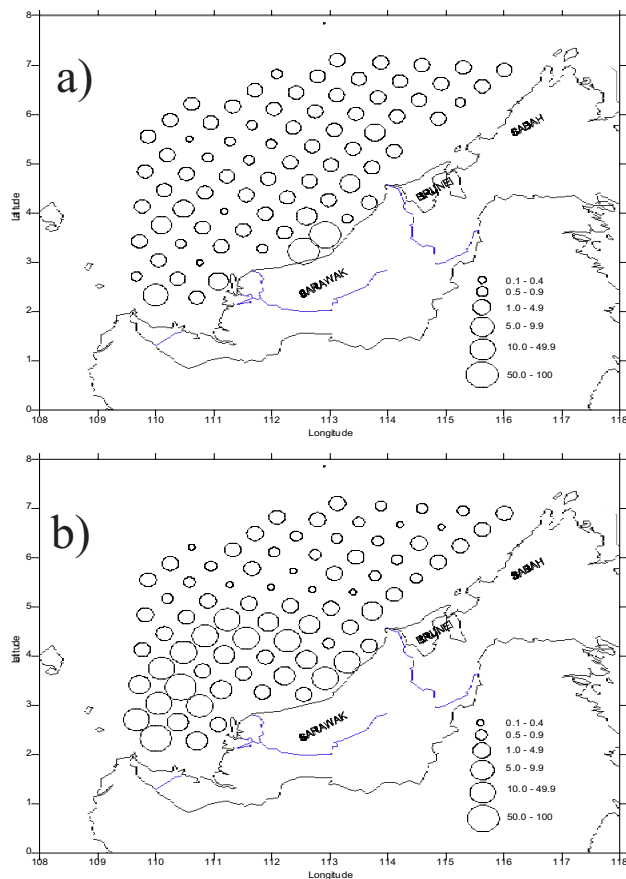 a)
8
7
6
5
4
3
2
1
0
Latitude
SABAH
BRUNEI
SARAWAK
0.1 - 0.4
0.5 - 0.9
1.0 - 4.9
5.0 - 9.9
10.0 - 49.9
50.0 - 100
108 109 110 111 112 113 114 115 116 117 118
Longitude
b)
8
7
6
5
4
3
2
1
0
latitude
SABAH
BRUNEI
SARAWAK
0.1 - 0.4
0.5 - 0.9
1.0 - 4.9
5.0 - 9.9
10.0 - 49.9
50.0 - 100
108 109 110 111 112 113 114 115 116 117 118
Longitude